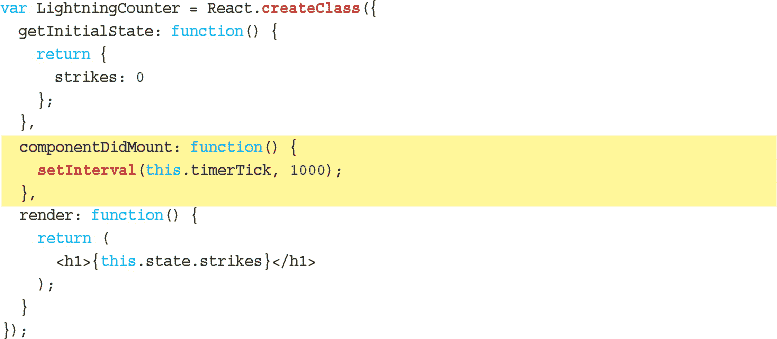 var LightningCounter = React.createClass({
  getInitialState: function() {
    return {
      strikes: 0
    };
  },
  componentDidMount: function() {
    setInterval(this.timerTick, 1000);
  },
  render: function() {
    return (
      <h1>{this.state.strikes}</h1>
    );
  }
});